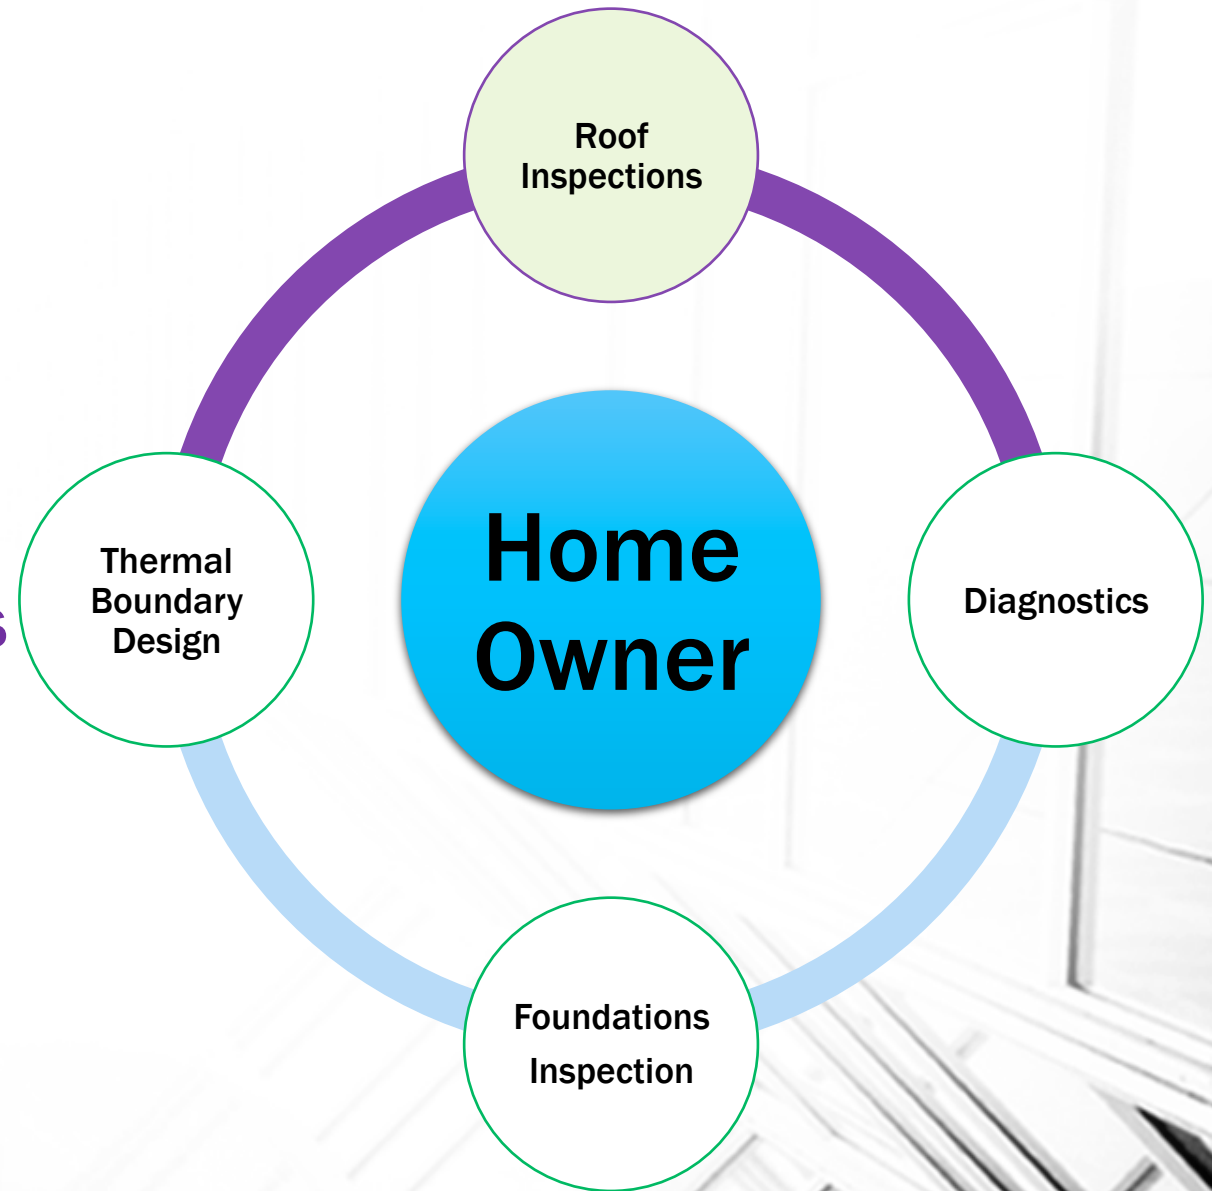 Roof
Inspections
Thermal
Boundary
Design
Home
Owner
Diagnostics
Foundations
Inspection